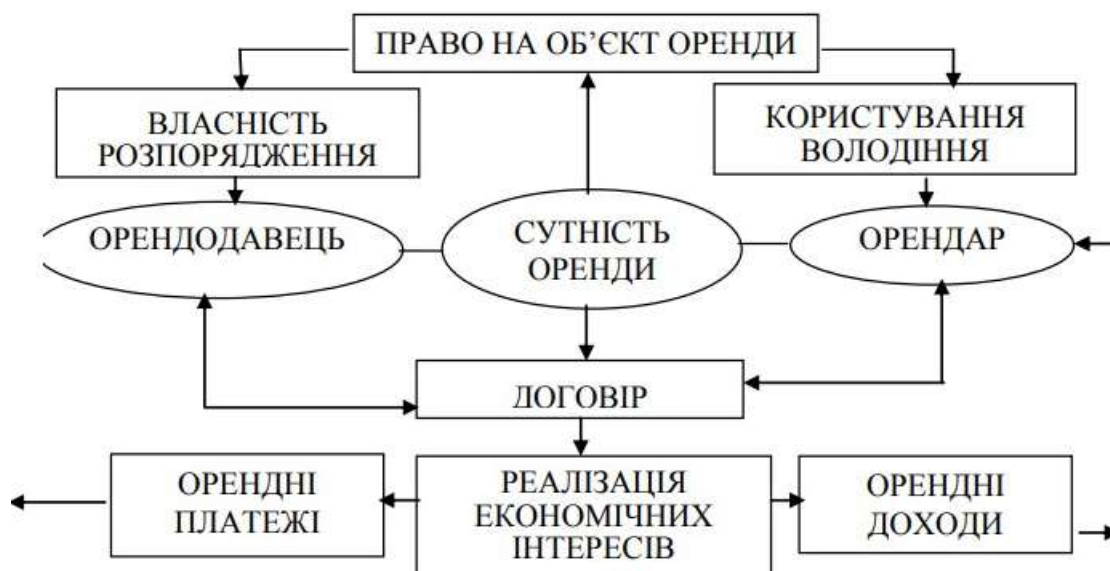 ПРАВО НА ОБ’ЄКТ ОРЕНДИ
ВЛАСНІСТЬ
РОЗПОРЯДЖЕННЯ
КОРИСТУВАННЯ
ВОЛОДІННЯ
ОРЕНДОДАВЕЦЬ
СУТНІСТЬ
ОРЕНДИ
ОРЕНДАР
ДОГОВІР
ОРЕНДНІ
ПЛАТЕЖІ
РЕАЛІЗАЦІЯ
ЕКОНОМІЧНИХ
ІНТЕРЕСІВ
ОРЕНДНІ
ДОХОДИ